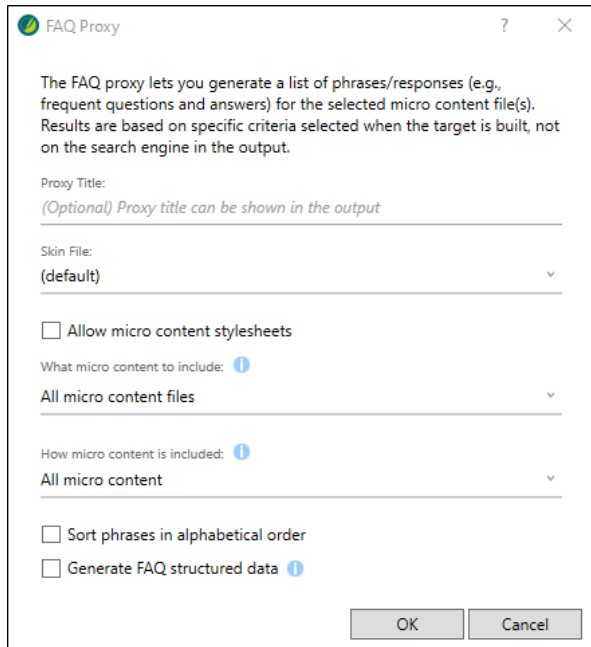 FAQ Proxy ?
The FAQ proxy lets you generate a list of phrases/responses (e.g.,
frequent questions and answers) for the selected micro content file(s).
Results are based on specific criteria selected when the target is built, not
on the search engine in the output.
Proxy Title:
(Optional) Proxy title can be shown in the output
Skin File:
(default)
Allow micro content stylesheets
What micro content to include: i
All micro content files
How micro content is included: i
All micro content
Sort phrases in alphabetical order
Generate FAQ structured data i
OK Cancel